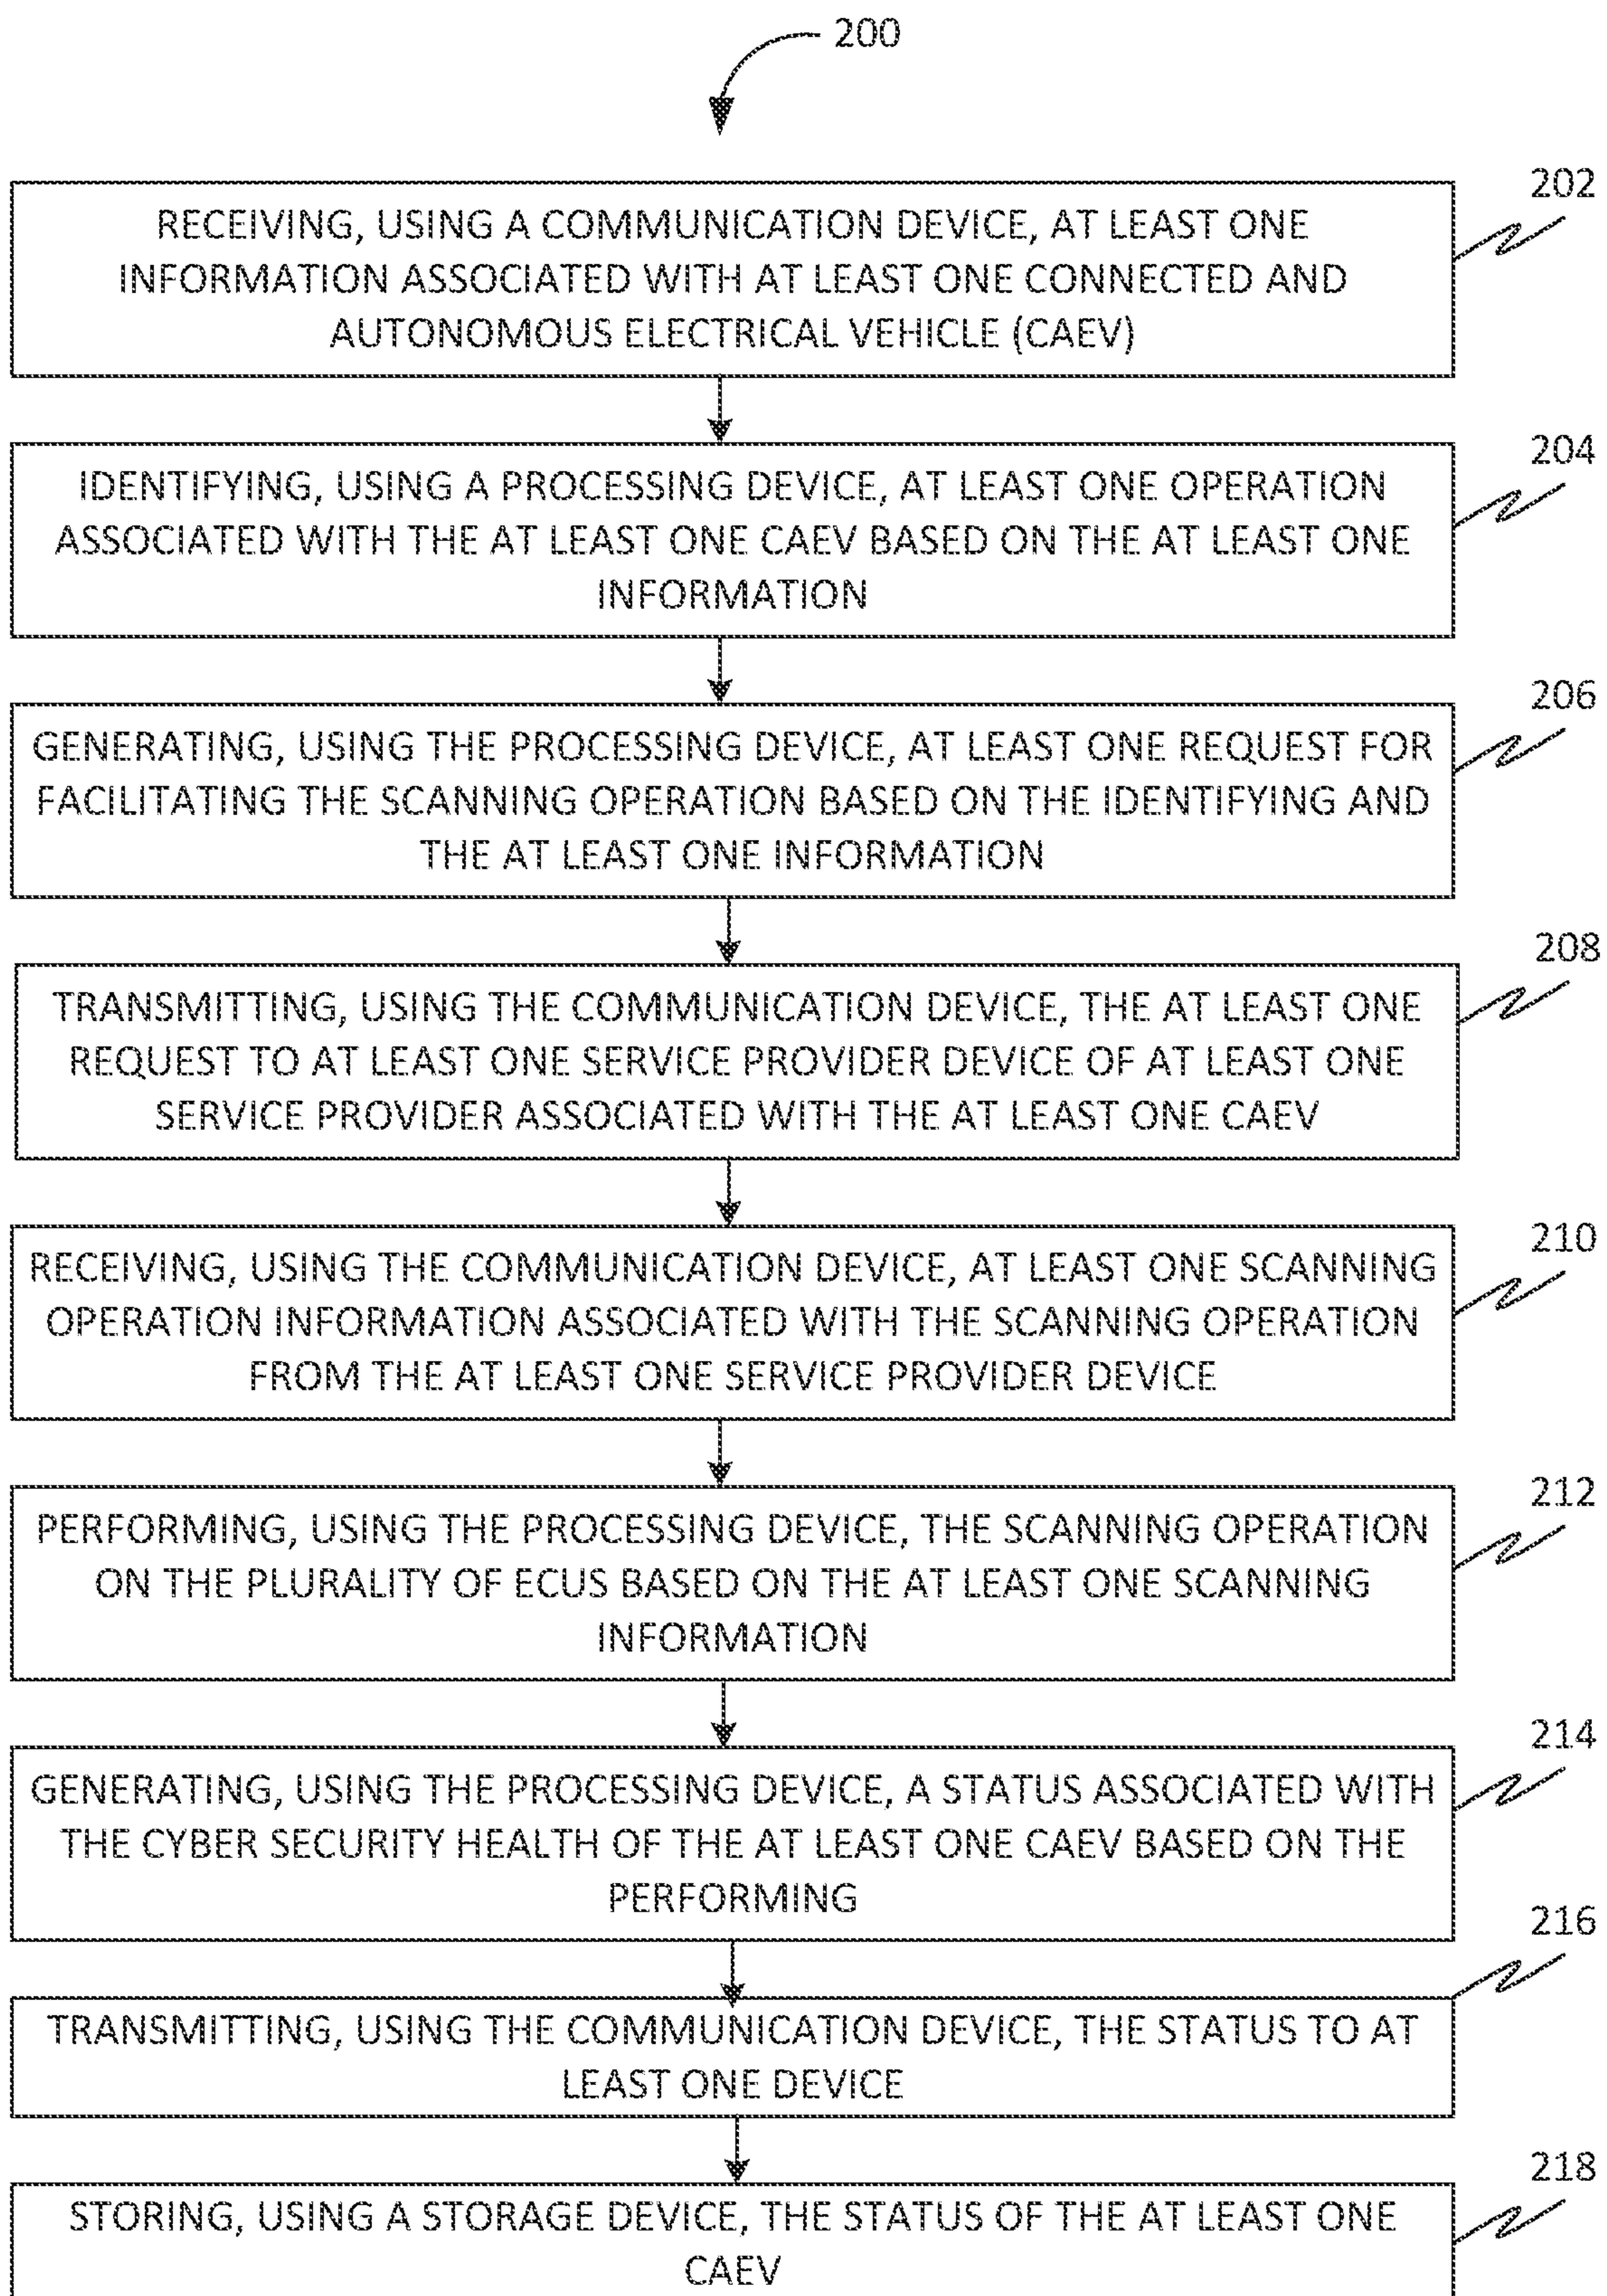 200
202
RECEIVING, USING A COMMUNICATION DEVICE, AT LEAST ONE
INFORMATION ASSOCIATED WITH AT LEAST ONE CONNECTED AND
AUTONOMOUS ELECTRICAL VEHICLE (CAEV)
204
IDENTIFYING, USING A PROCESSING DEVICE, AT LEAST ONE OPERATION
ASSOCIATED WITH THE AT LEAST ONE CAEV BASED ON THE AT LEAST ONE
INFORMATION
206
GENERATING, USING THE PROCESSING DEVICE, AT LEAST ONE REQUEST FOR
FACILITATING THE SCANNING OPERATION BASED ON THE IDENTIFYING AND
THE AT LEAST ONE INFORMATION
208
TRANSMITTING, USING THE COMMUNICATION DEVICE, THE AT LEAST ONE
REQUEST TO AT LEAST ONE SERVICE PROVIDER DEVICE OF AT LEAST ONE
SERVICE PROVIDER ASSOCIATED WITH THE AT LEAST ONE CAEV
210
RECEIVING, USING THE COMMUNICATION DEVICE, AT LEAST ONE SCANNING
OPERATION INFORMATION ASSOCIATED WITH THE SCANNING OPERATION
FROM THE AT LEAST ONE SERVICE PROVIDER DEVICE
212
PERFORMING, USING THE PROCESSING DEVICE, THE SCANNING OPERATION
ON THE PLURALITY OF ECUS BASED ON THE AT LEAST ONE SCANNING
INFORMATION
214
GENERATING, USING THE PROCESSING DEVICE, A STATUS ASSOCIATED WITH
THE CYBER SECURITY HEALTH OF THE AT LEAST ONE CAEV BASED ON THE
PERFORMING
216
TRANSMITTING, USING THE COMMUNICATION DEVICE, THE STATUS TO AT
LEAST ONE DEVICE
218
STORING, USING A STORAGE DEVICE, THE STATUS OF THE AT LEAST ONE
CAEV